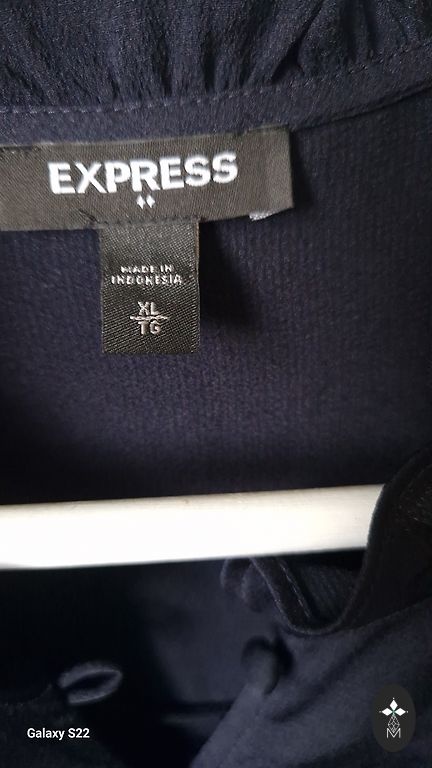 EXPRESS
MADE IN
INDONESIA
XL
TG
Galaxy S22
M